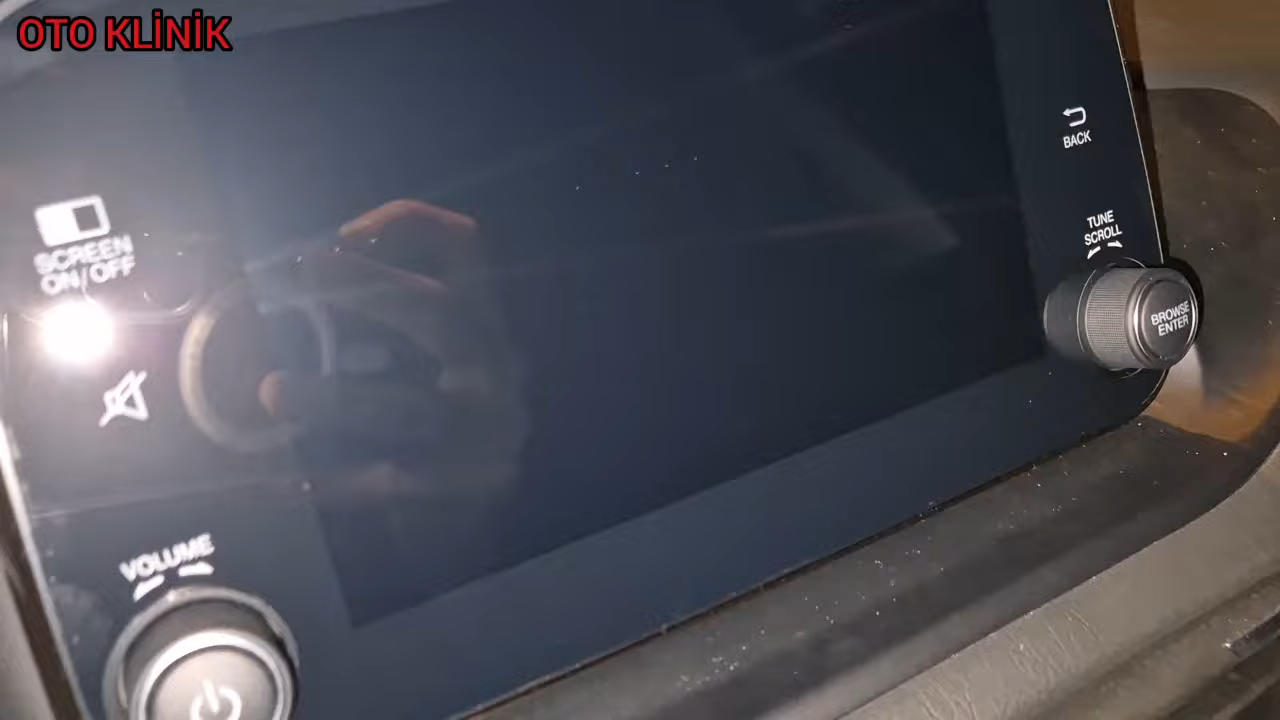 OTO KLİNİK
BACK
TUNE
SCROLL
BROWSE
ENTER
SCREEN
ON/OFF
VOLUME